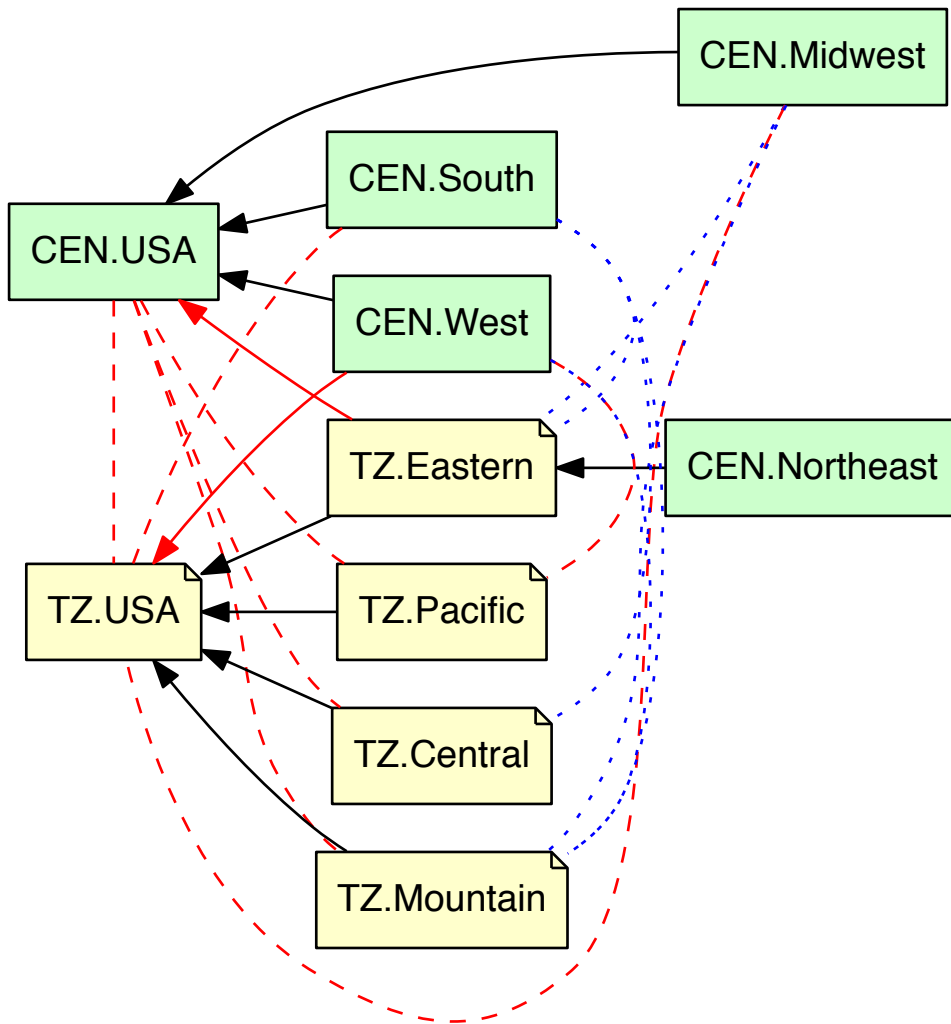 CEN.Midwest
CEN.South
CEN.USA
CEN.West
TZ.Eastern
CEN.Northeast
TZ.USA
TZ.Pacific
TZ.Central
TZ.Mountain